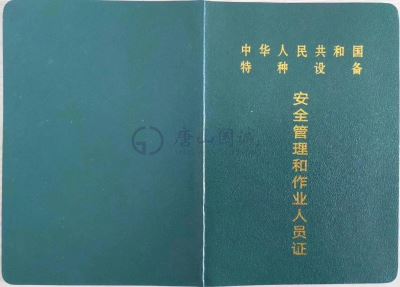 中华人民共和国
特种设备
安全管理和作业人员证
唐山国诚